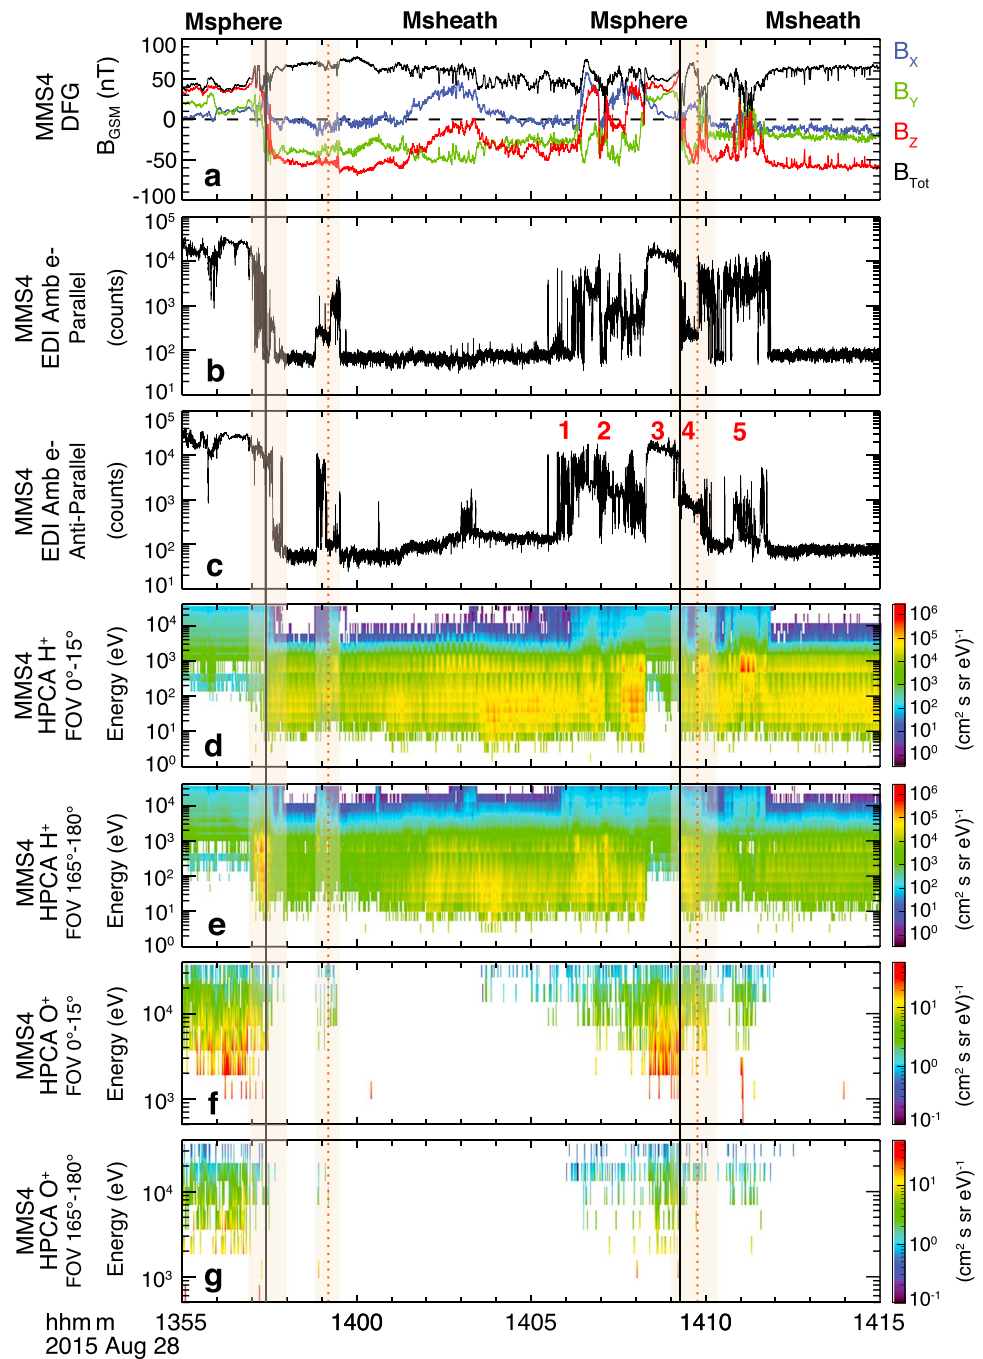 Msphere Msheath Msphere Msheath
MMS4
DFG
B_GSM (nT)
100
50
0
-50
-100
a
B_X
B_Y
B_Z
B_Tot
MMS4
EDI Amb e-
Parallel
(counts)
10^5
10^4
10^3
10^2
10^1
b
MMS4
EDI Amb e-
Anti-Parallel
(counts)
10^5
10^4
10^3
10^2
10^1
c
1 2 3 4 5
MMS4
HPCA H+
FOV 0°-15°
Energy (eV)
10^4
10^3
10^2
10^1
10^0
d
10^6
10^5
10^4
10^3
10^2
10^1
10^0
(cm^2 s sr eV)^-1
MMS4
HPCA H+
FOV 165°-180°
Energy (eV)
10^4
10^3
10^2
10^1
10^0
e
10^6
10^5
10^4
10^3
10^2
10^1
10^0
(cm^2 s sr eV)^-1
MMS4
HPCA O+
FOV 0°-15°
Energy (eV)
10^4
10^3
f
10^1
10^0
10^-1
(cm^2 s sr eV)^-1
MMS4
HPCA O+
FOV 165°-180°
Energy (eV)
10^4
10^3
g
10^1
10^0
10^-1
(cm^2 s sr eV)^-1
hhmm 1355 1400 1405 1410 1415
2015 Aug 28